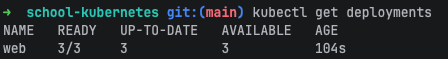 → school-kubernetes git:(main) kubectl get deployments
NAME READY UP-TO-DATE AVAILABLE AGE
web 3/3 3 3 104s